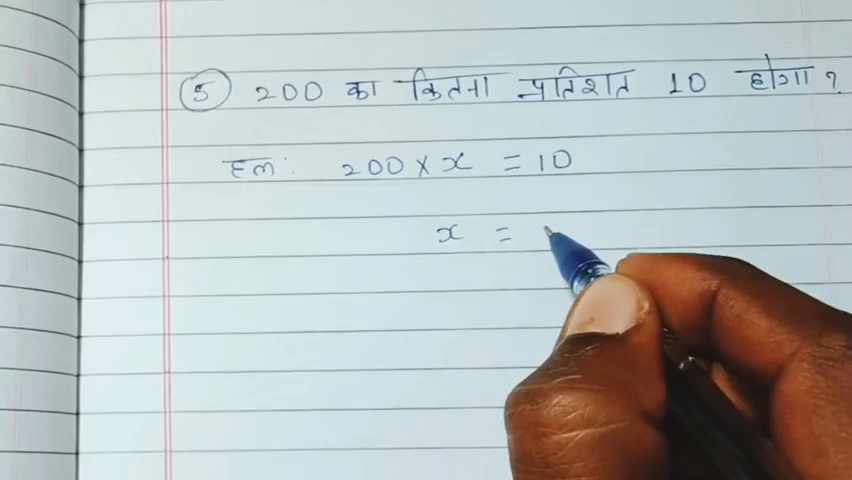 5 200 का कितना प्रतिशत 10 होगा ?
हल: 200 × x = 10
x =